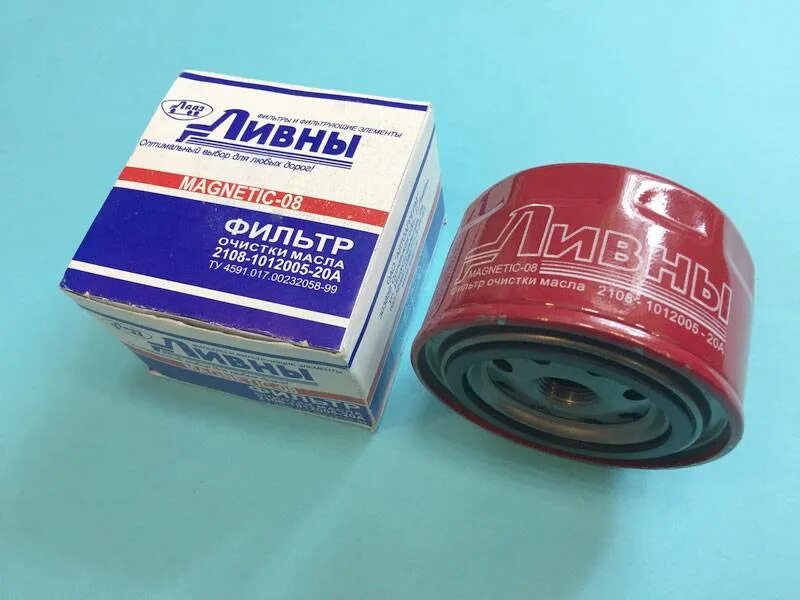 Ливны
ФИЛЬТРЫ И ФИЛЬТРУЮЩИЕ ЭЛЕМЕНТЫ
Оптимальный выбор для любых дорог!
MAGNETIC-08
ФИЛЬТР
ОЧИСТКИ МАСЛА
2108-1012005-20А
ТУ 4591.017.00232058-99
Ливны
ФИЛЬТР
Ливны
MAGNETIC-08
фильтр очистки масла 2108-1012005-20А